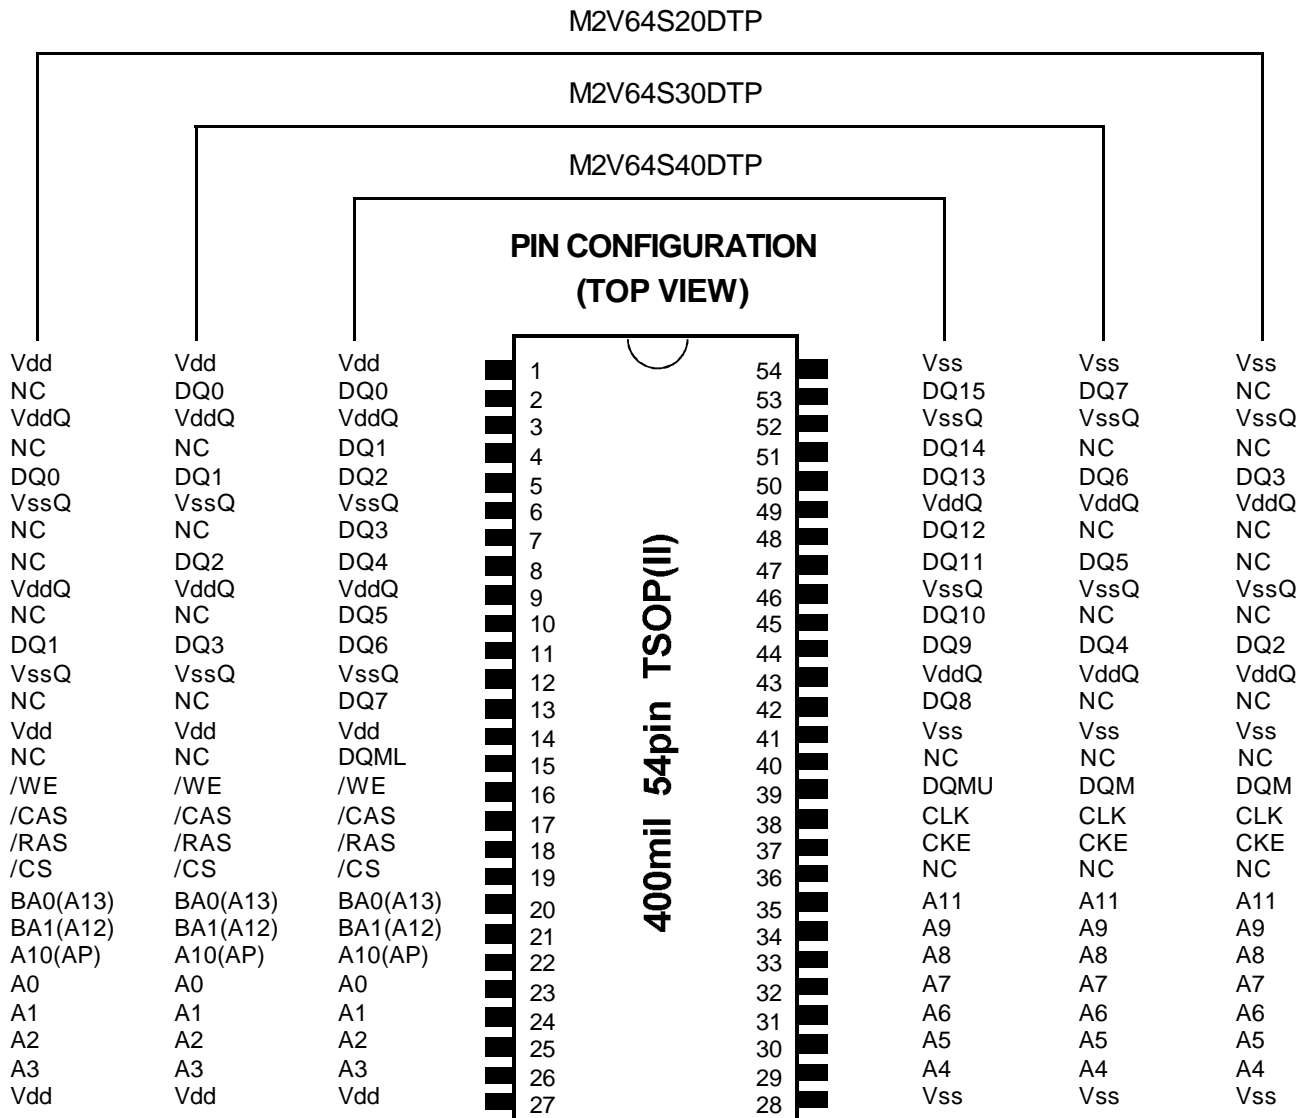 M2V64S20DTP
M2V64S30DTP
M2V64S40DTP
PIN CONFIGURATION
(TOP VIEW)
Vdd Vdd Vdd 1 54 Vss Vss Vss
NC DQ0 DQ0 2 53 DQ15 DQ7 NC
VddQ VddQ VddQ 3 52 VssQ VssQ VssQ
NC NC DQ1 4 51 DQ14 NC NC
DQ0 DQ1 DQ2 5 50 DQ13 DQ6 DQ3
VssQ VssQ VssQ 6 49 VddQ VddQ VddQ
NC NC DQ3 7 48 DQ12 NC NC
NC DQ2 DQ4 8 47 DQ11 DQ5 NC
VddQ VddQ VddQ 9 46 VssQ VssQ VssQ
NC NC DQ5 10 45 DQ10 NC NC
DQ1 DQ3 DQ6 11 44 DQ9 DQ4 DQ2
VssQ VssQ VssQ 12 43 VddQ VddQ VddQ
NC NC DQ7 13 42 DQ8 NC NC
Vdd Vdd Vdd 14 41 Vss Vss Vss
NC NC DQML 15 40 NC NC NC
/WE /WE /WE 16 39 DQMU DQM DQM
/CAS /CAS /CAS 17 38 CLK CLK CLK
/RAS /RAS /RAS 18 37 CKE CKE CKE
/CS /CS /CS 19 36 NC NC NC
BA0(A13) BA0(A13) BA0(A13) 20 35 A11 A11 A11
BA1(A12) BA1(A12) BA1(A12) 21 34 A9 A9 A9
A10(AP) A10(AP) A10(AP) 22 33 A8 A8 A8
A0 A0 A0 23 32 A7 A7 A7
A1 A1 A1 24 31 A6 A6 A6
A2 A2 A2 25 30 A5 A5 A5
A3 A3 A3 26 29 A4 A4 A4
Vdd Vdd Vdd 27 28 Vss Vss Vss
400mil 54pin TSOP(II)